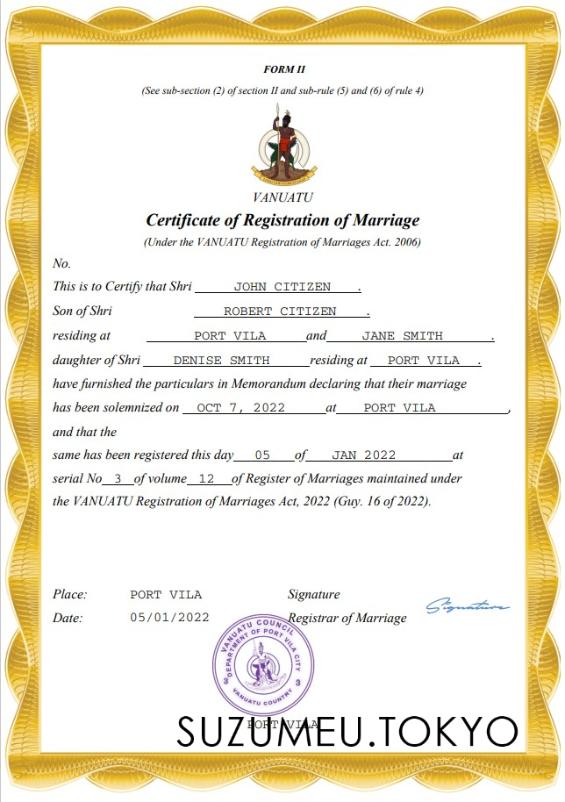 FORM II
(See sub-section (2) of section II and sub-rule (5) and (6) of rule 4)
VANUATU
Certificate of Registration of Marriage
(Under the VANUATU Registration of Marriages Act. 2006)
No.
This is to Certify that Shri JOHN CITIZEN .
Son of Shri ROBERT CITIZEN .
residing at PORT VILA and JANE SMITH .
daughter of Shri DENISE SMITH residing at PORT VILA .
have furnished the particulars in Memorandum declaring that their marriage
has been solemnized on OCT 7, 2022 at PORT VILA ,
and that the
same has been registered this day 05 of JAN 2022 at
serial No 3 of volume 12 of Register of Marriages maintained under
the VANUATU Registration of Marriages Act, 2022 (Guy. 16 of 2022).
Place: PORT VILA Signature
Signature
Date: 05/01/2022 Registrar of Marriage
VANUATU COUNCIL
DEPARTMENT OF PORT VILA CITY
VANUATU COUNTRY
PORT VILA
SUZUMEU.TOKYO